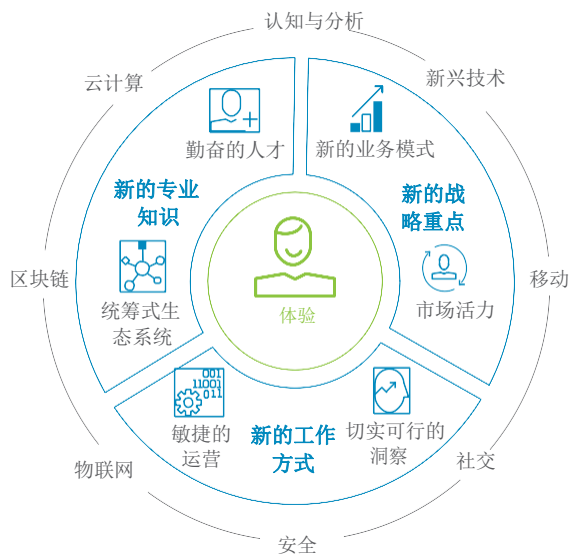 认知与分析
云计算
新兴技术
勤奋的人才
新的业务模式
新的专业
知识
新的战
略重点
区块链
移动
统筹式生
态系统
体验
市场活力
敏捷的
运营
新的工作
方式
切实可行的
洞察
物联网
社交
安全
001
11001
011